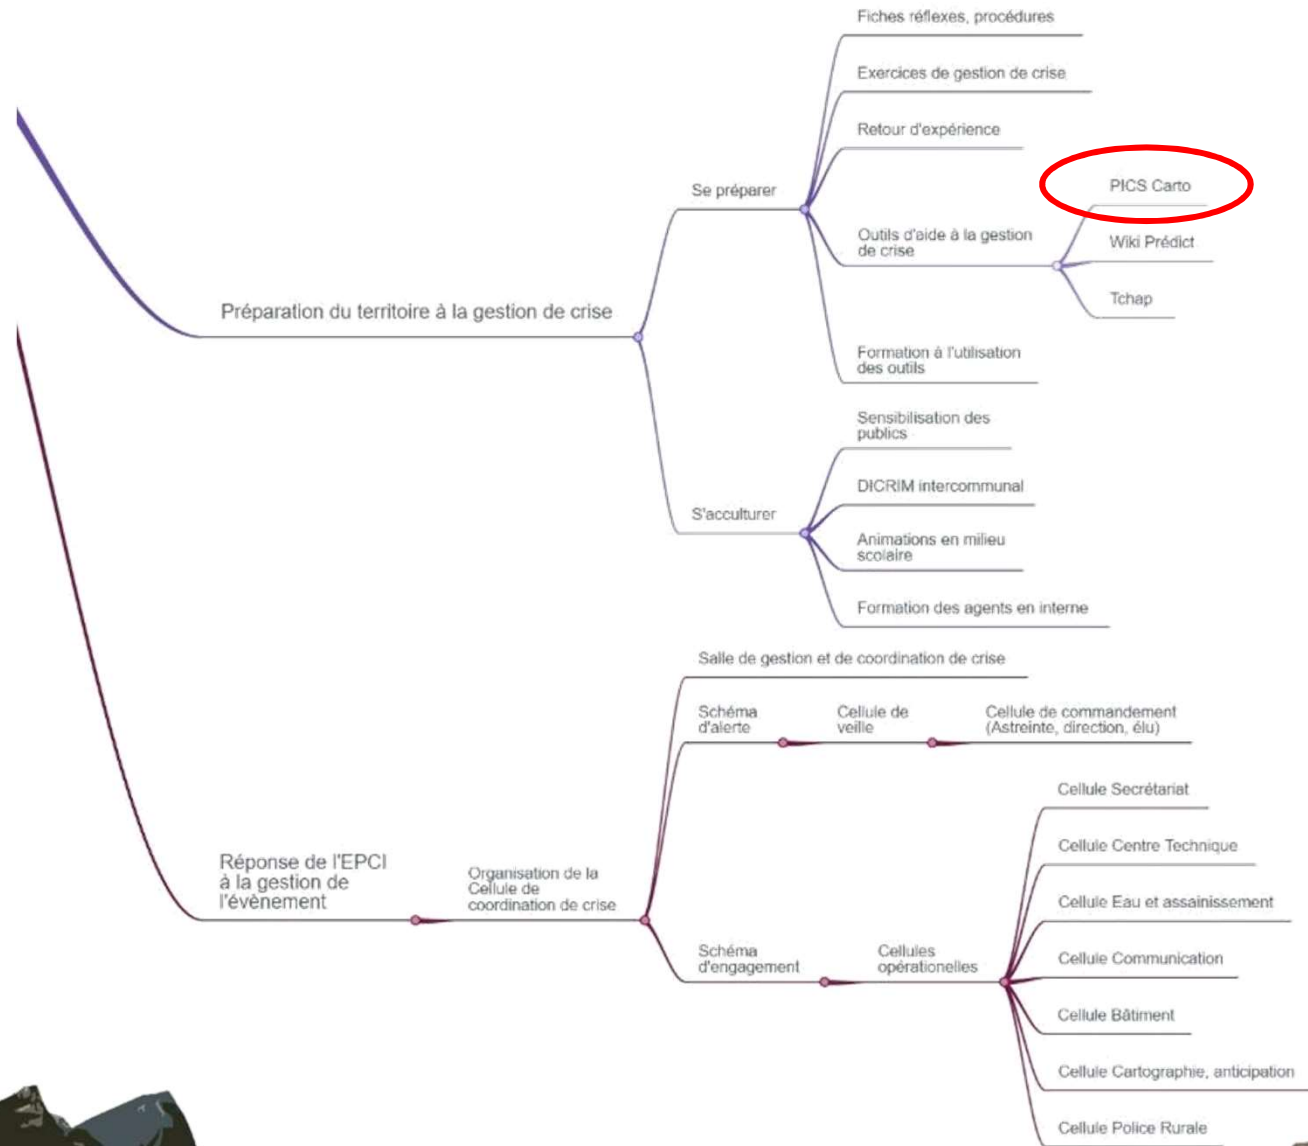 Fiches réflexes, procédures
Exercices de gestion de crise
Retour d'expérience
Se préparer
PICS Carto
Outils d'aide à la gestion
de crise
Wiki Prédict
Tchap
Préparation du territoire à la gestion de crise
Formation à l'utilisation
des outils
Sensibilisation des
publics
DICRIM intercommunal
S'acculturer
Animations en milieu
scolaire
Formation des agents en interne
Salle de gestion et de coordination de crise
Schéma
d'alerte
Cellule de
veille
Cellule de commandement
(Astreinte, direction, élu)
Réponse de l'EPCI
à la gestion de
l'évènement
Organisation de la
Cellule de
coordination de crise
Schéma
d'engagement
Cellules
opérationelles
Cellule Secrétariat
Cellule Centre Technique
Cellule Eau et assainissement
Cellule Communication
Cellule Bâtiment
Cellule Cartographie, anticipation
Cellule Police Rurale